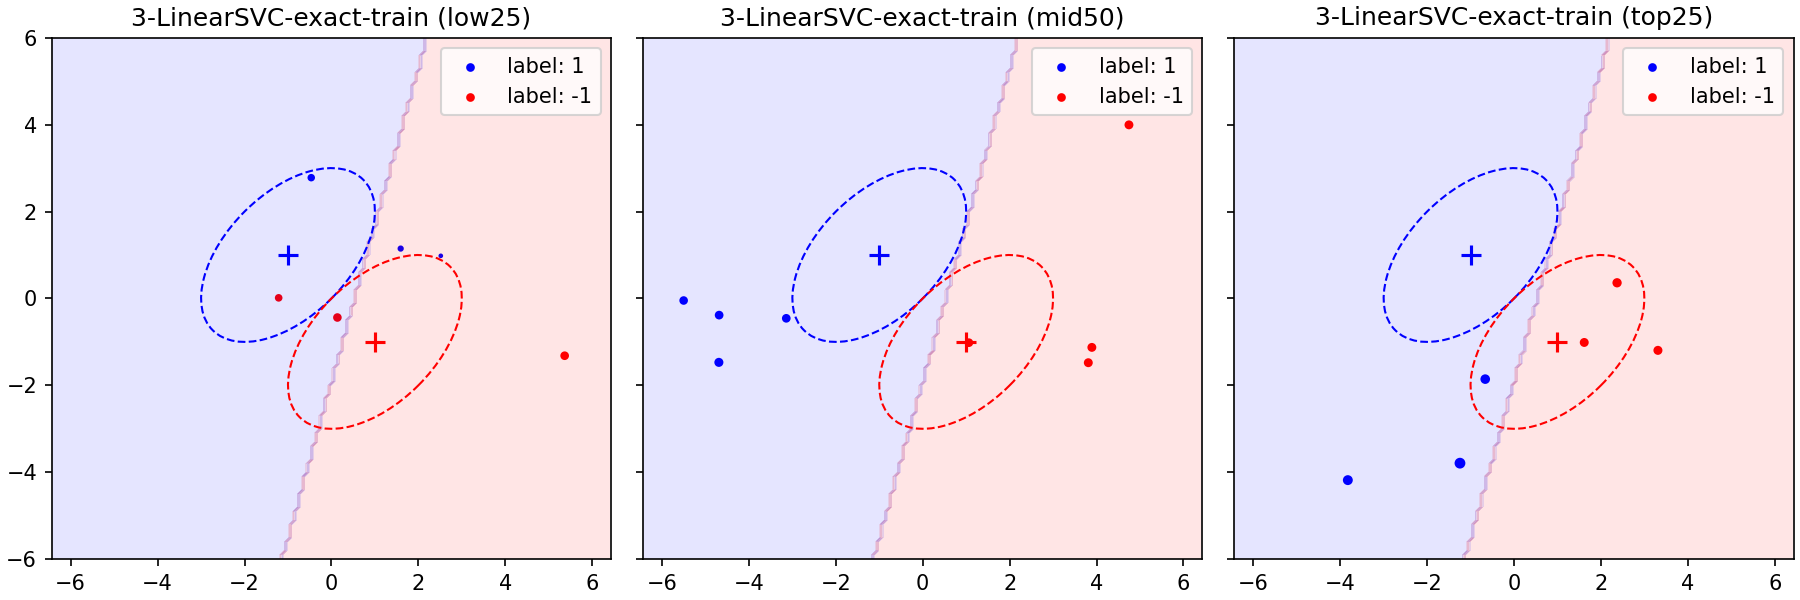 3-LinearSVC-exact-train (low25)
label: 1
label: -1
6
4
2
0
−2
−4
−6
−6 −4 −2 0 2 4 6
3-LinearSVC-exact-train (mid50)
label: 1
label: -1
−6 −4 −2 0 2 4 6
3-LinearSVC-exact-train (top25)
label: 1
label: -1
−6 −4 −2 0 2 4 6